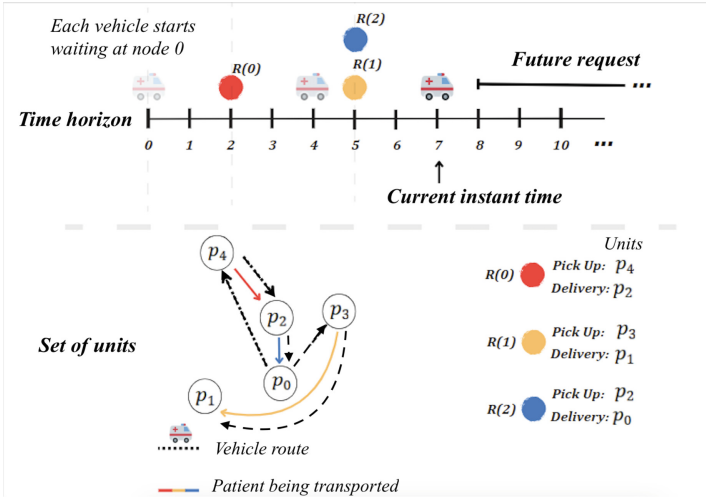 Each vehicle starts
waiting at node 0
R(2)
R(0)
R(1)
Future request
...
Time horizon
0 1 2 3 4 5 6 7 8 9 10 ...
Current instant time
Units
p4
R(0) Pick Up: p4
Delivery: p2
p2
p3
Set of units
R(1) Pick Up: p3
Delivery: p1
p0
p1
R(2) Pick Up: p2
Delivery: p0
Vehicle route
Patient being transported